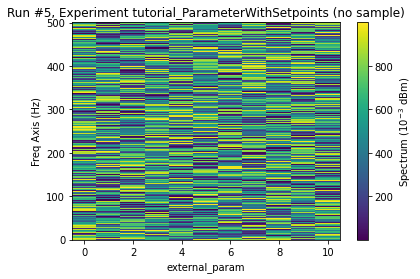 Run #5, Experiment tutorial_ParameterWithSetpoints (no sample)
500
400
300
200
100
0
Freq Axis (Hz)
0 2 4 6 8 10
external_param
800
600
400
200
Spectrum (10⁻³ dBm)